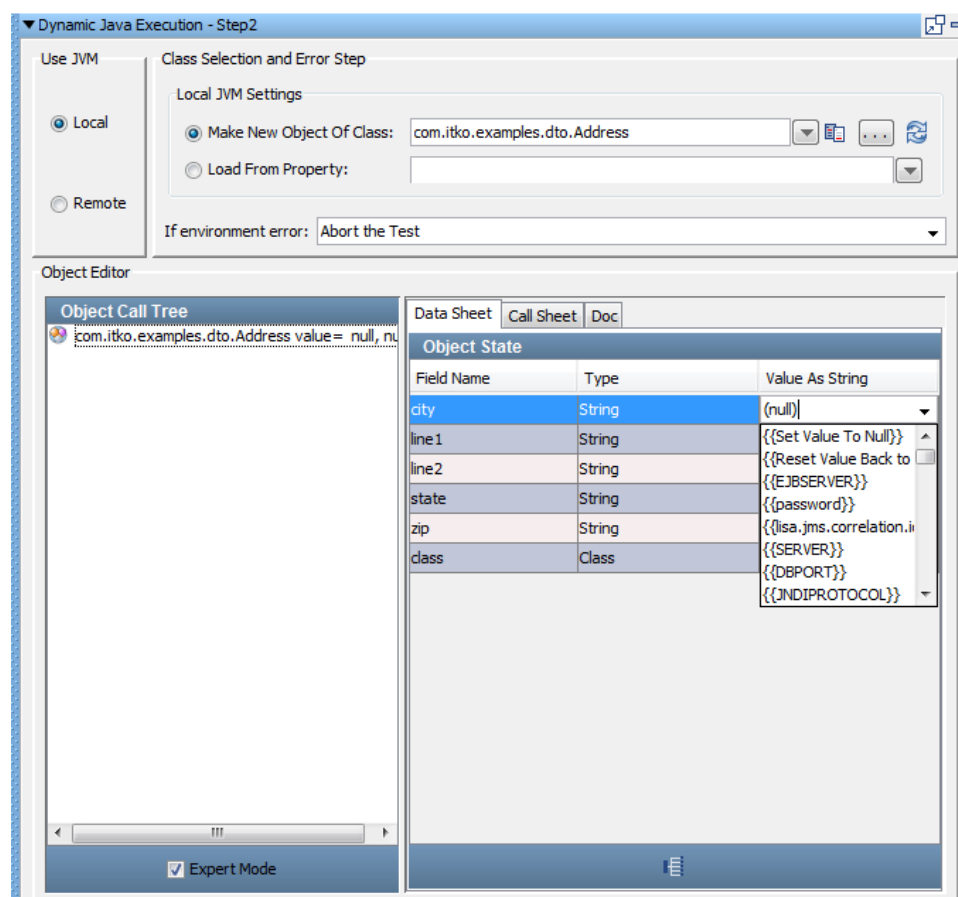 Dynamic Java Execution - Step2
Use JVM
Class Selection and Error Step
Local JVM Settings
Local
Make New Object Of Class: com.itko.examples.dto.Address
...
Load From Property:
Remote
If environment error: Abort the Test
Object Editor
Object Call Tree
com.itko.examples.dto.Address value= null, nu
Data Sheet Call Sheet Doc
Object State
Field Name Type Value As String
city String (null)
line1 String
line2 String
state String
zip String
class Class
{{Set Value To Null}}
{{Reset Value Back to
{{EJBSERVER}}
{{password}}
{{lisa.jms.correlation.i
{{SERVER}}
{{DBPORT}}
{{JNDIPROTOCOL}}
Expert Mode